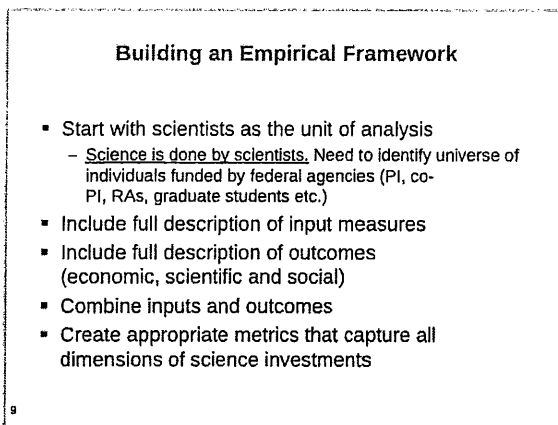 Building an Empirical Framework
▪ Start with scientists as the unit of analysis
– Science is done by scientists. Need to identify universe of
individuals funded by federal agencies (PI, co-
PI, RAs, graduate students etc.)
▪ Include full description of input measures
▪ Include full description of outcomes
(economic, scientific and social)
▪ Combine inputs and outcomes
▪ Create appropriate metrics that capture all
dimensions of science investments
9